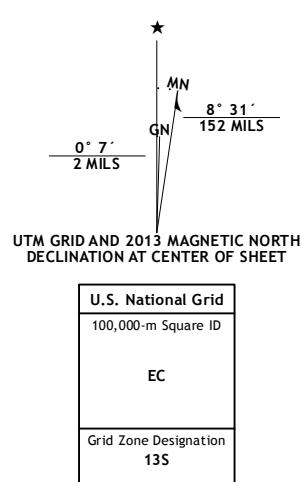 MN
GN
8° 31´
152 MILS
0° 7´
2 MILS
UTM GRID AND 2013 MAGNETIC NORTH
DECLINATION AT CENTER OF SHEET
U.S. National Grid
100,000-m Square ID
EC
Grid Zone Designation
13S